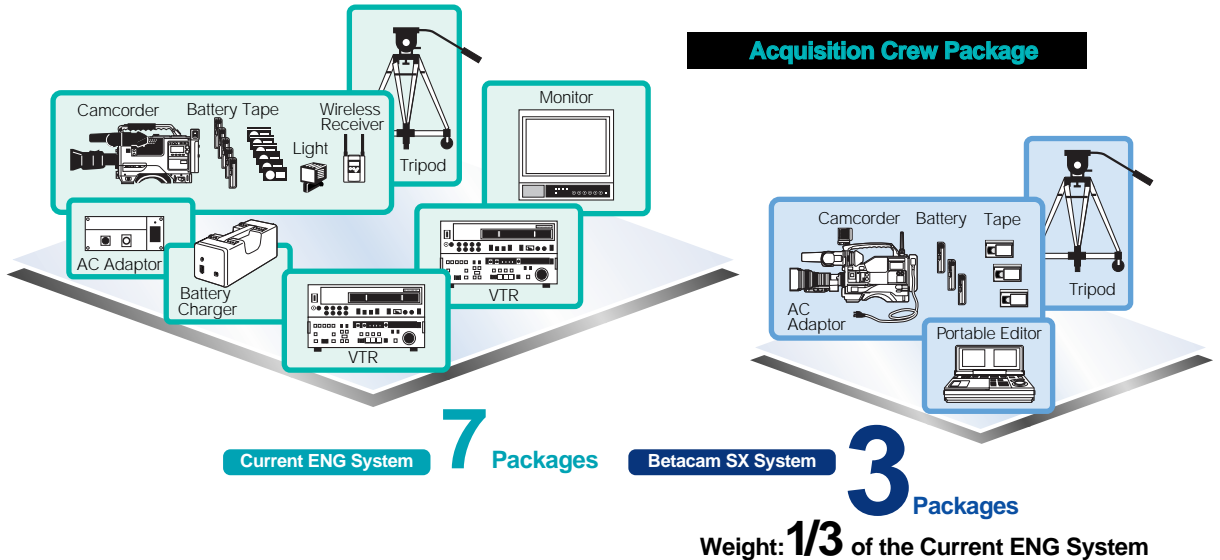 Acquisition Crew Package
Camcorder
Battery Tape
Wireless
Receiver
Light
Tripod
Monitor
AC Adaptor
Battery
Charger
VTR
VTR
Camcorder
Battery
Tape
AC
Adaptor
Tripod
Portable Editor
Current ENG System 7 Packages
Betacam SX System 3 Packages
Weight: 1/3 of the Current ENG System